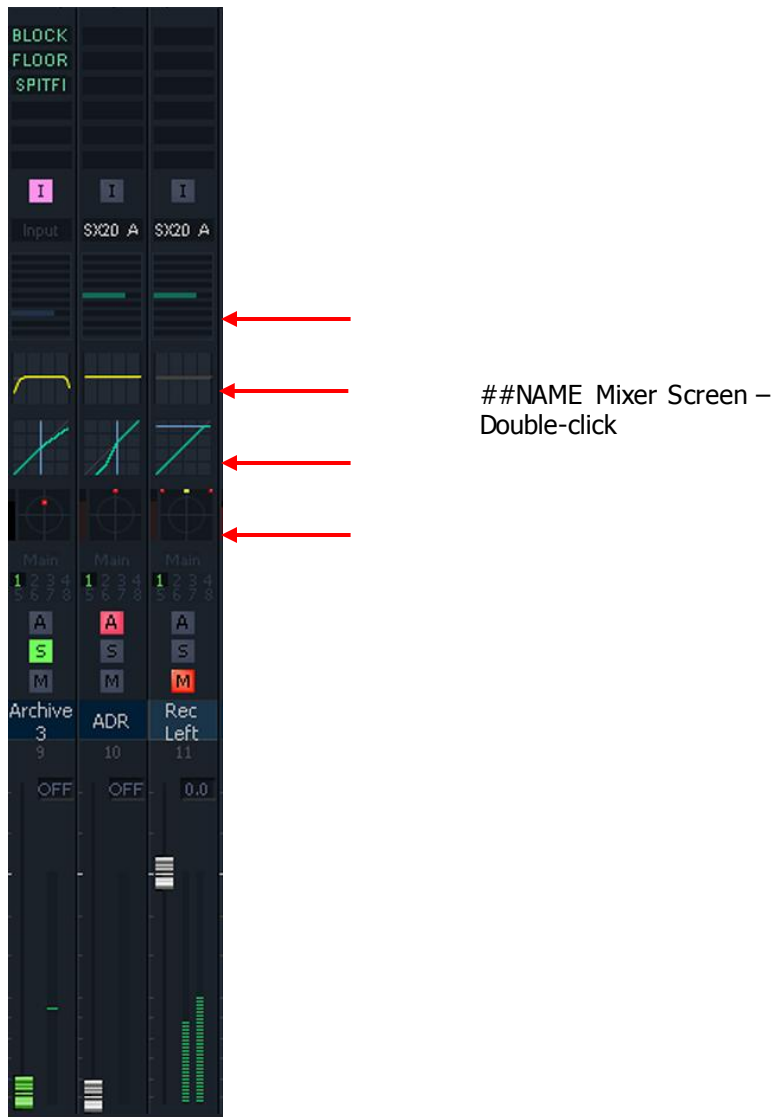 BLOCK
FLOOR
SPITFI
I I I
Input SX20 A SX20 A
##NAME Mixer Screen –
Double-click
Main Main Main
1 2 3 4 1 2 3 4 1 2 3 4
5 6 7 8 5 6 7 8 5 6 7 8
A A A
S S S
M M M
Archive 3
ADR
Rec Left
9 10 11
OFF OFF 0.0